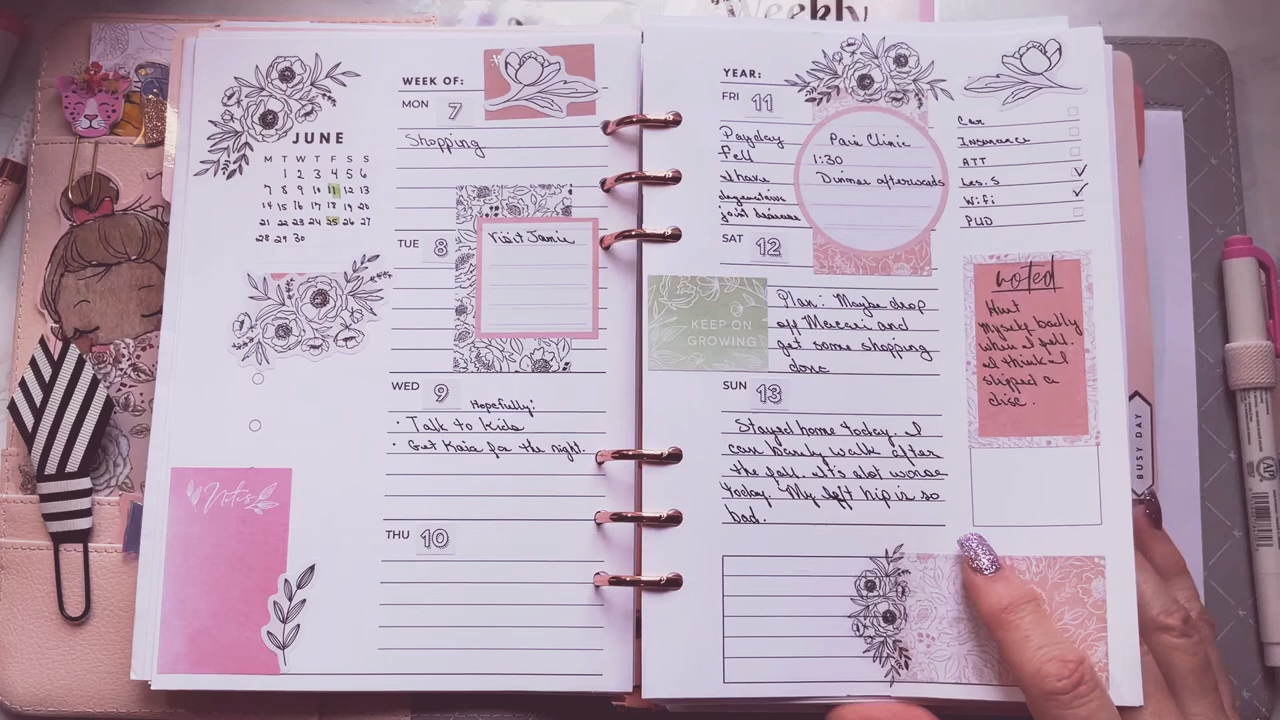 Weekly
JUNE
M T W T F S S
1 2 3 4 5 6
7 8 9 10 11 12 13
14 15 16 17 18 19 20
21 22 23 24 25 26 27
28 29 30
Notes
WEEK OF:
MON 7
Shopping
TUE 8
Visit Jamie
WED 9
Hopefully:
· Talk to kids
· Get Kaia for the night.
THU 10
YEAR:
FRI 11
Payday
fell
I have
degenerative
joint
Pain Clinic
1:30
Dinner afterwards
SAT 12
KEEP ON
GROWING
Plan: Maybe drop
off Macari and
get some shopping
done
SUN 13
Stayed home today. I
can barely walk after
the fall. It's alot worse
today. My left hip is so
bad.
Car
Insurance
ATT
Les. S
Wifi
PUD
noted
Hurt
myself badly
when I fell.
I think I
slipped a
disc.
BUSY DAY